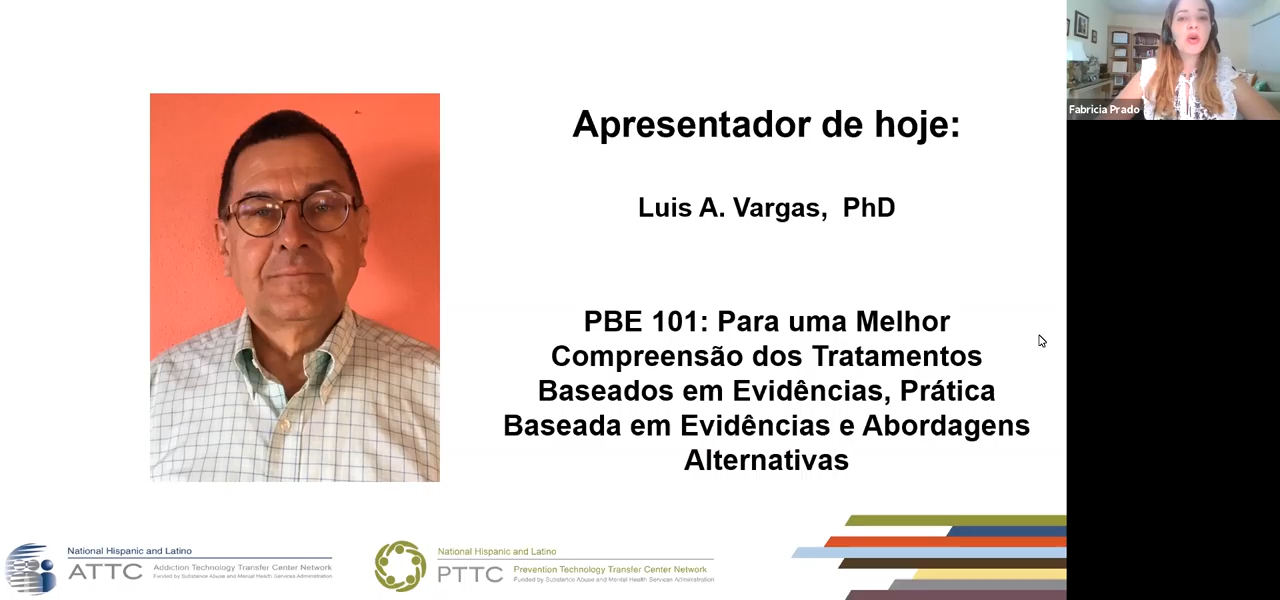 Apresentador de hoje:
Luis A. Vargas, PhD
PBE 101: Para uma Melhor
Compreensão dos Tratamentos
Baseados em Evidências, Prática
Baseada em Evidências e Abordagens
Alternativas
Fabricia Prado
National Hispanic and Latino
ATTC
Addiction Technology Transfer Center Network
Funded by Substance Abuse and Mental Health Services Administration
National Hispanic and Latino
PTTC
Prevention Technology Transfer Center Network
Funded by Substance Abuse and Mental Health Services Administration